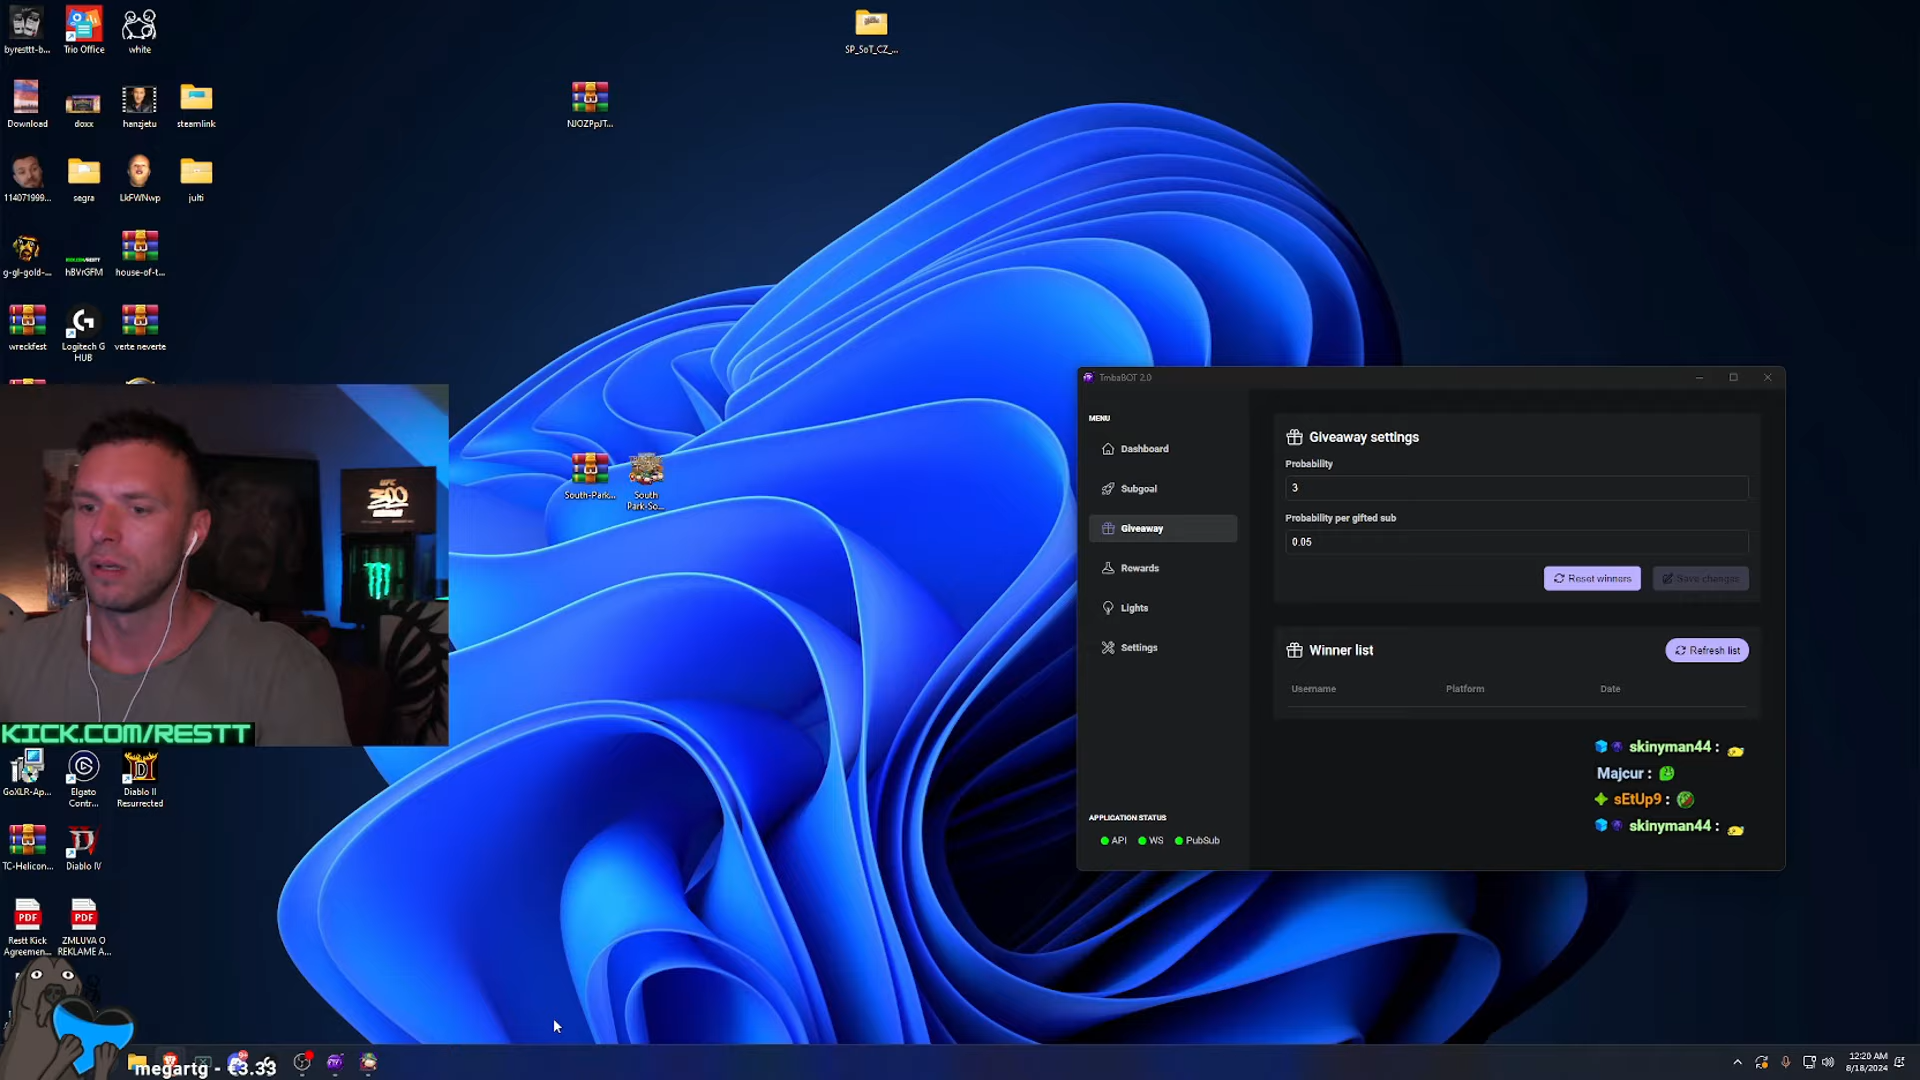 byresttt-b...
Trio Office
white
SP_SoT_CZ_...
Download
doxx
hanzjetu
steamlink
NJOZPpJT...
114071999...
segra
LkFWNwp
julti
g-gl-gold-...
hBVrGFM
house-of-t...
wreckfest
Logitech G
HUB
verte neverte
UFC
300
KICK.COM/RESTT
South-Park...
South
Park-So...
TmbaBOT 2.0
MENU
Dashboard
Subgoal
Giveaway
Rewards
Lights
Settings
APPLICATION STATUS
API
WS
PubSub
Giveaway settings
Probability
3
Probability per gifted sub
0.05
Reset winners
Save changes
Winner list
Refresh list
Username
Platform
Date
skinyman44 :
Majcur :
sEtUp9 :
skinyman44 :
GoXLR-Ap...
Elgato
Contr...
Diablo II
Resurrected
TC-Helicon...
Diablo IV
PDF
PDF
Restt Kick
Agreemen...
ZMLUVA O
REKLAME A...
megartg - €3.33
12:20 AM
8/18/2024